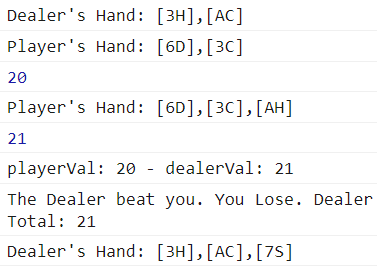 Dealer's Hand: [3H],[AC]
Player's Hand: [6D],[3C]
20
Player's Hand: [6D],[3C],[AH]
21
playerVal: 20 - dealerVal: 21
The Dealer beat you. You Lose. Dealer
Total: 21
Dealer's Hand: [3H],[AC],[7S]